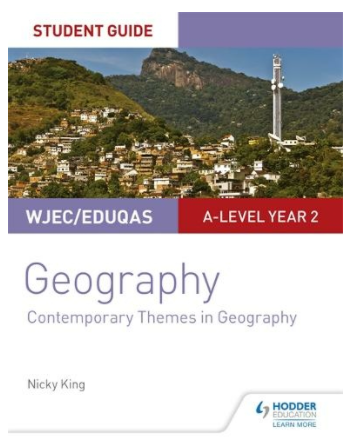 STUDENT GUIDE
WJEC/EDUQAS A-LEVEL YEAR 2
Geography
Contemporary Themes in Geography
Nicky King
HODDER
EDUCATION
LEARN MORE